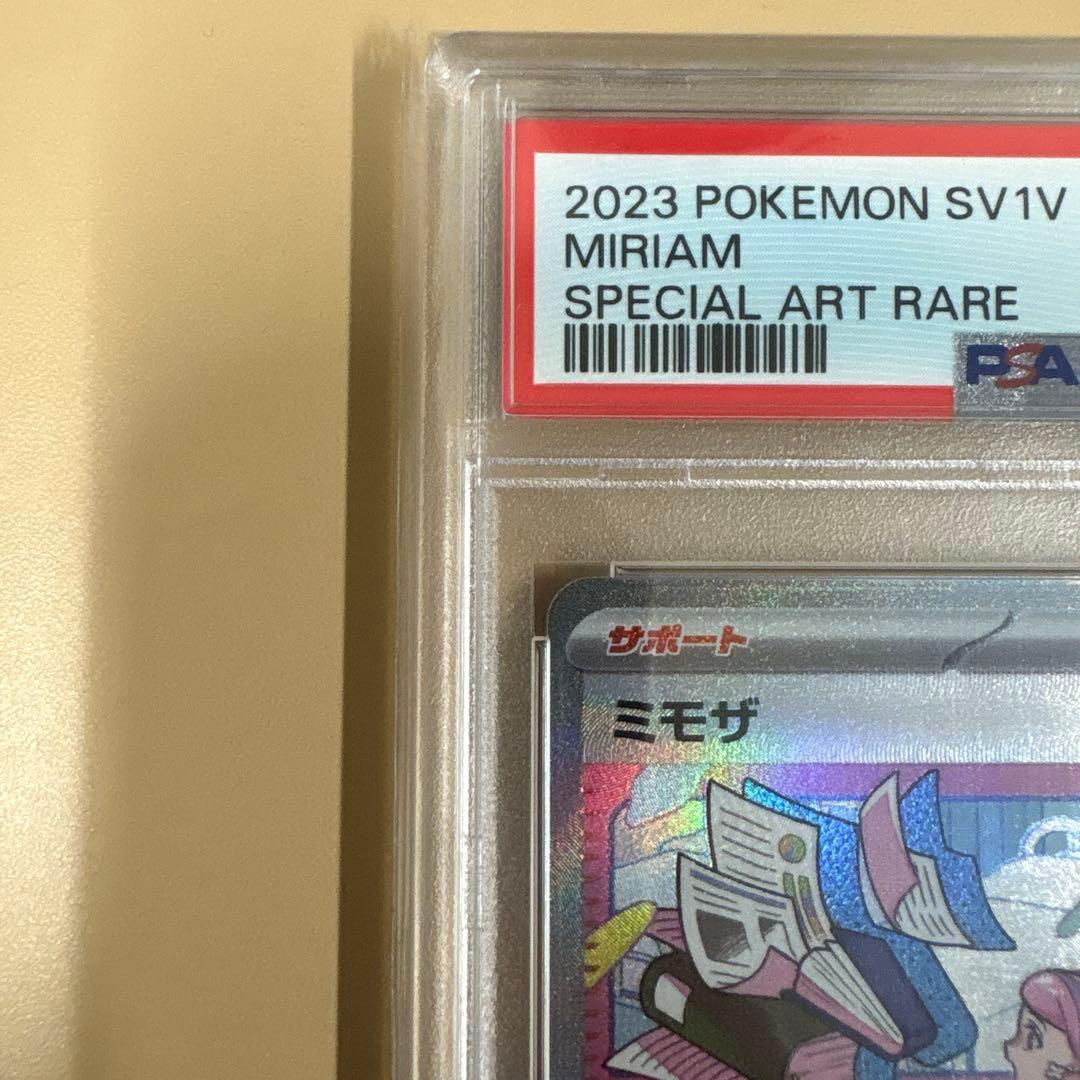 2023 POKEMON SV1V
MIRIAM
SPECIAL ART RARE
PSA
サポート
ミモザ